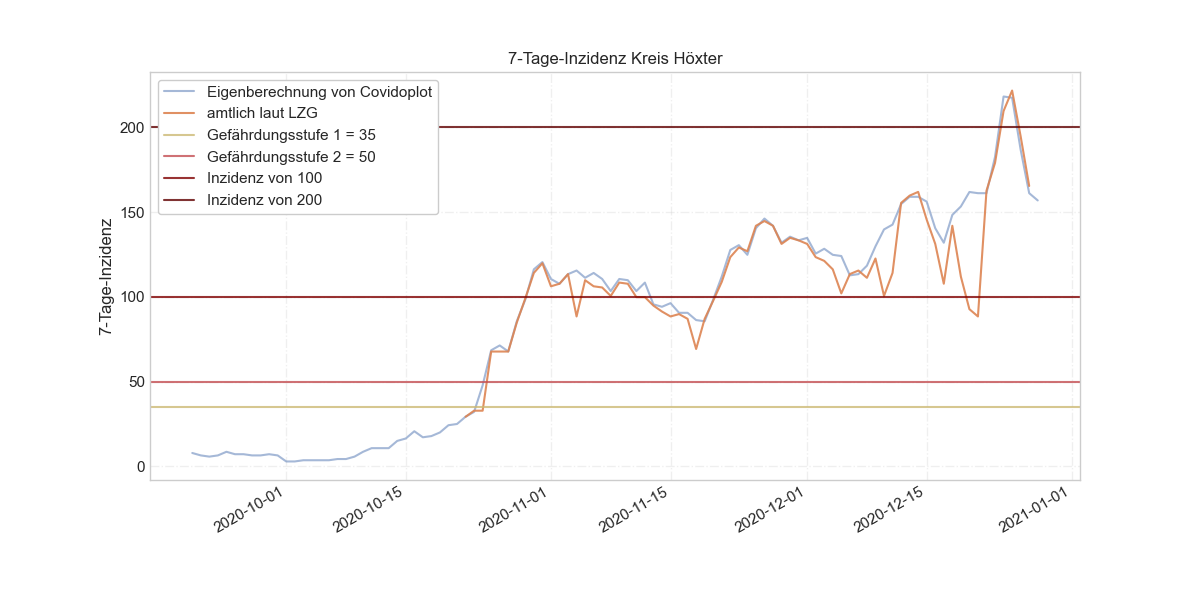 7-Tage-Inzidenz Kreis Höxter
Eigenberechnung von Covidoplot
amtlich laut LZG
Gefährdungsstufe 1 = 35
Gefährdungsstufe 2 = 50
Inzidenz von 100
Inzidenz von 200
7-Tage-Inzidenz
200
150
100
50
0
2020-10-01
2020-10-15
2020-11-01
2020-11-15
2020-12-01
2020-12-15
2021-01-01